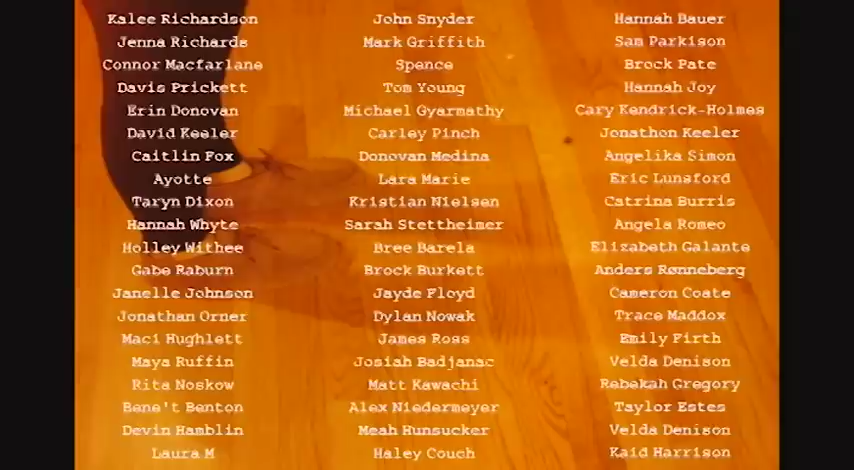 Kalee Richardson
Jenna Richards
Connor Macfarlane
Davis Prickett
Erin Donovan
David Keeler
Caitlin Fox
Ayotte
Taryn Dixon
Hannah Whyte
Holley Withee
Gabe Raburn
Janelle Johnson
Jonathan Orner
Maci Hughlett
Maya Ruffin
Rita Noskow
Bene't Benton
Devin Hamblin
Laura M
John Snyder
Mark Griffith
Spence
Tom Young
Michael Gyarmathy
Carley Pinch
Donovan Medina
Lara Marie
Kristian Nielsen
Sarah Stettheimer
Bree Barela
Brock Burkett
Jayde Floyd
Dylan Nowak
James Ross
Josiah Badjanac
Matt Kawachi
Alex Niedermeyer
Meah Hunsucker
Haley Couch
Hannah Bauer
Sam Parkison
Brock Pate
Hannah Joy
Cary Kendrick-Holmes
Jonathon Keeler
Angelika Simon
Eric Lunsford
Catrina Burris
Angela Romeo
Elizabeth Galante
Anders Rønneberg
Cameron Coate
Trace Maddox
Emily Firth
Velda Denison
Rebekah Gregory
Taylor Estes
Velda Denison
Kaid Harrison